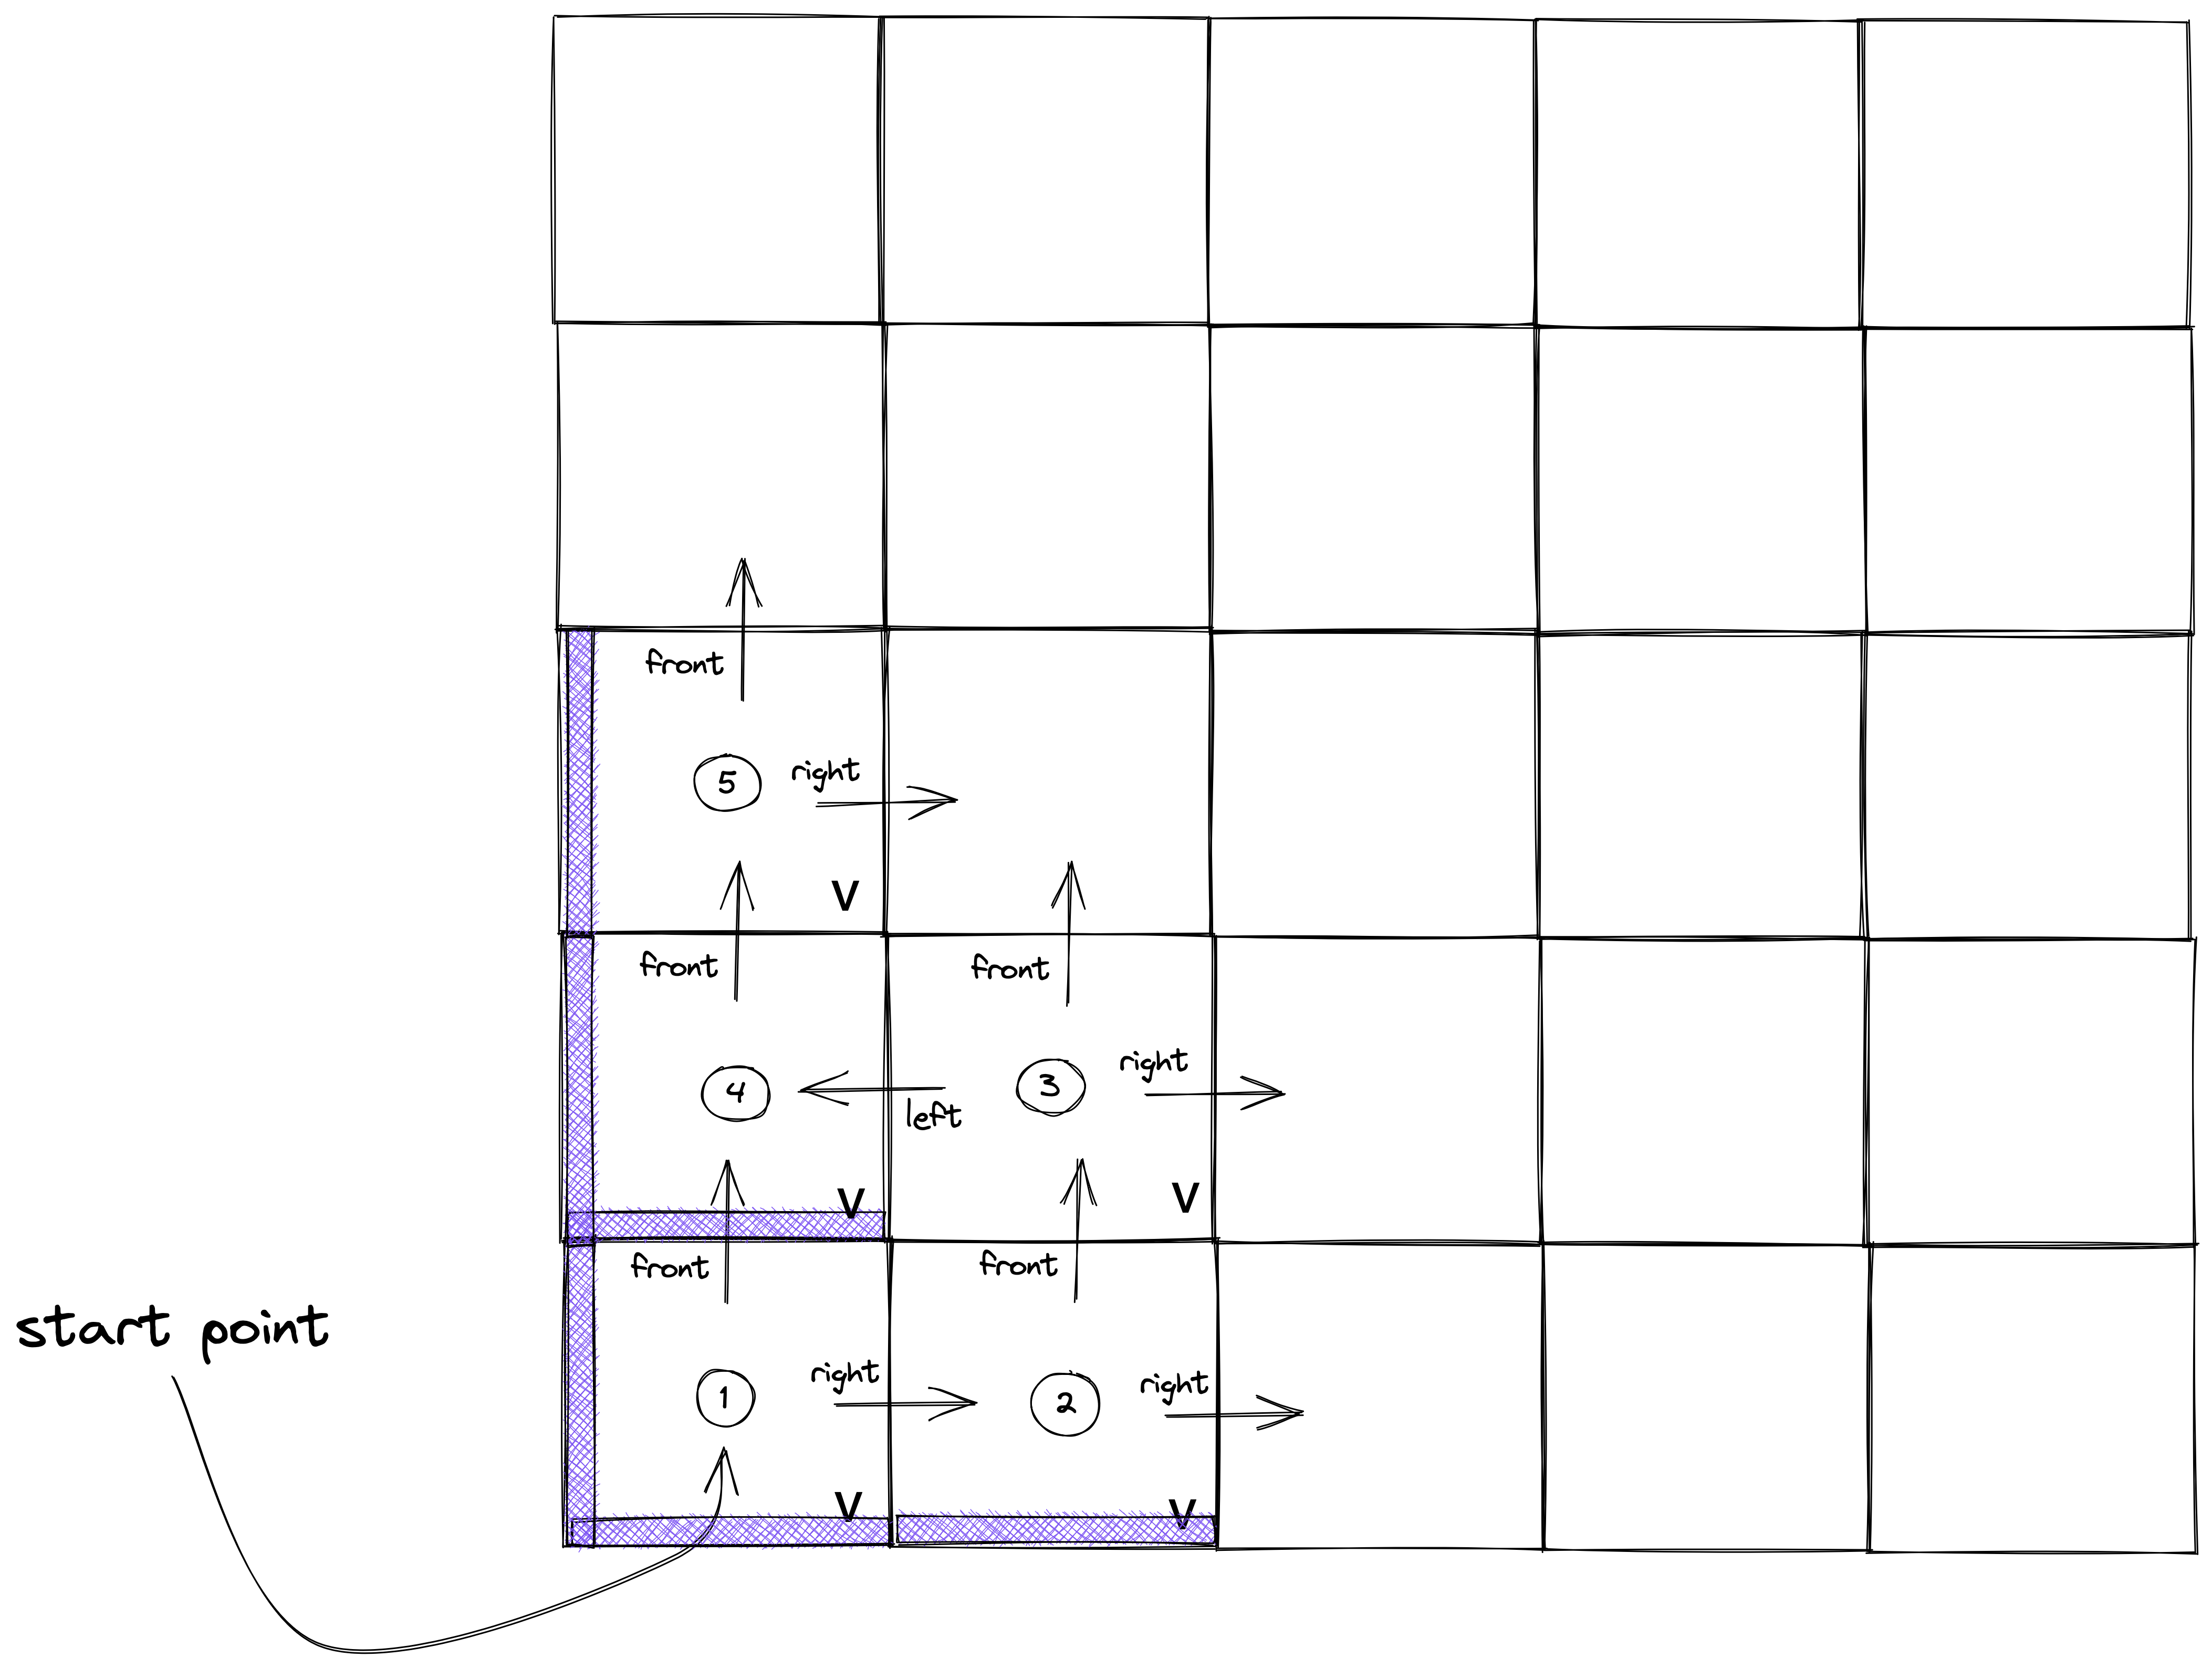 front
5
right
V
front
front
4
3
right
left
V
V
front
front
start point
1
right
2
right
V
V